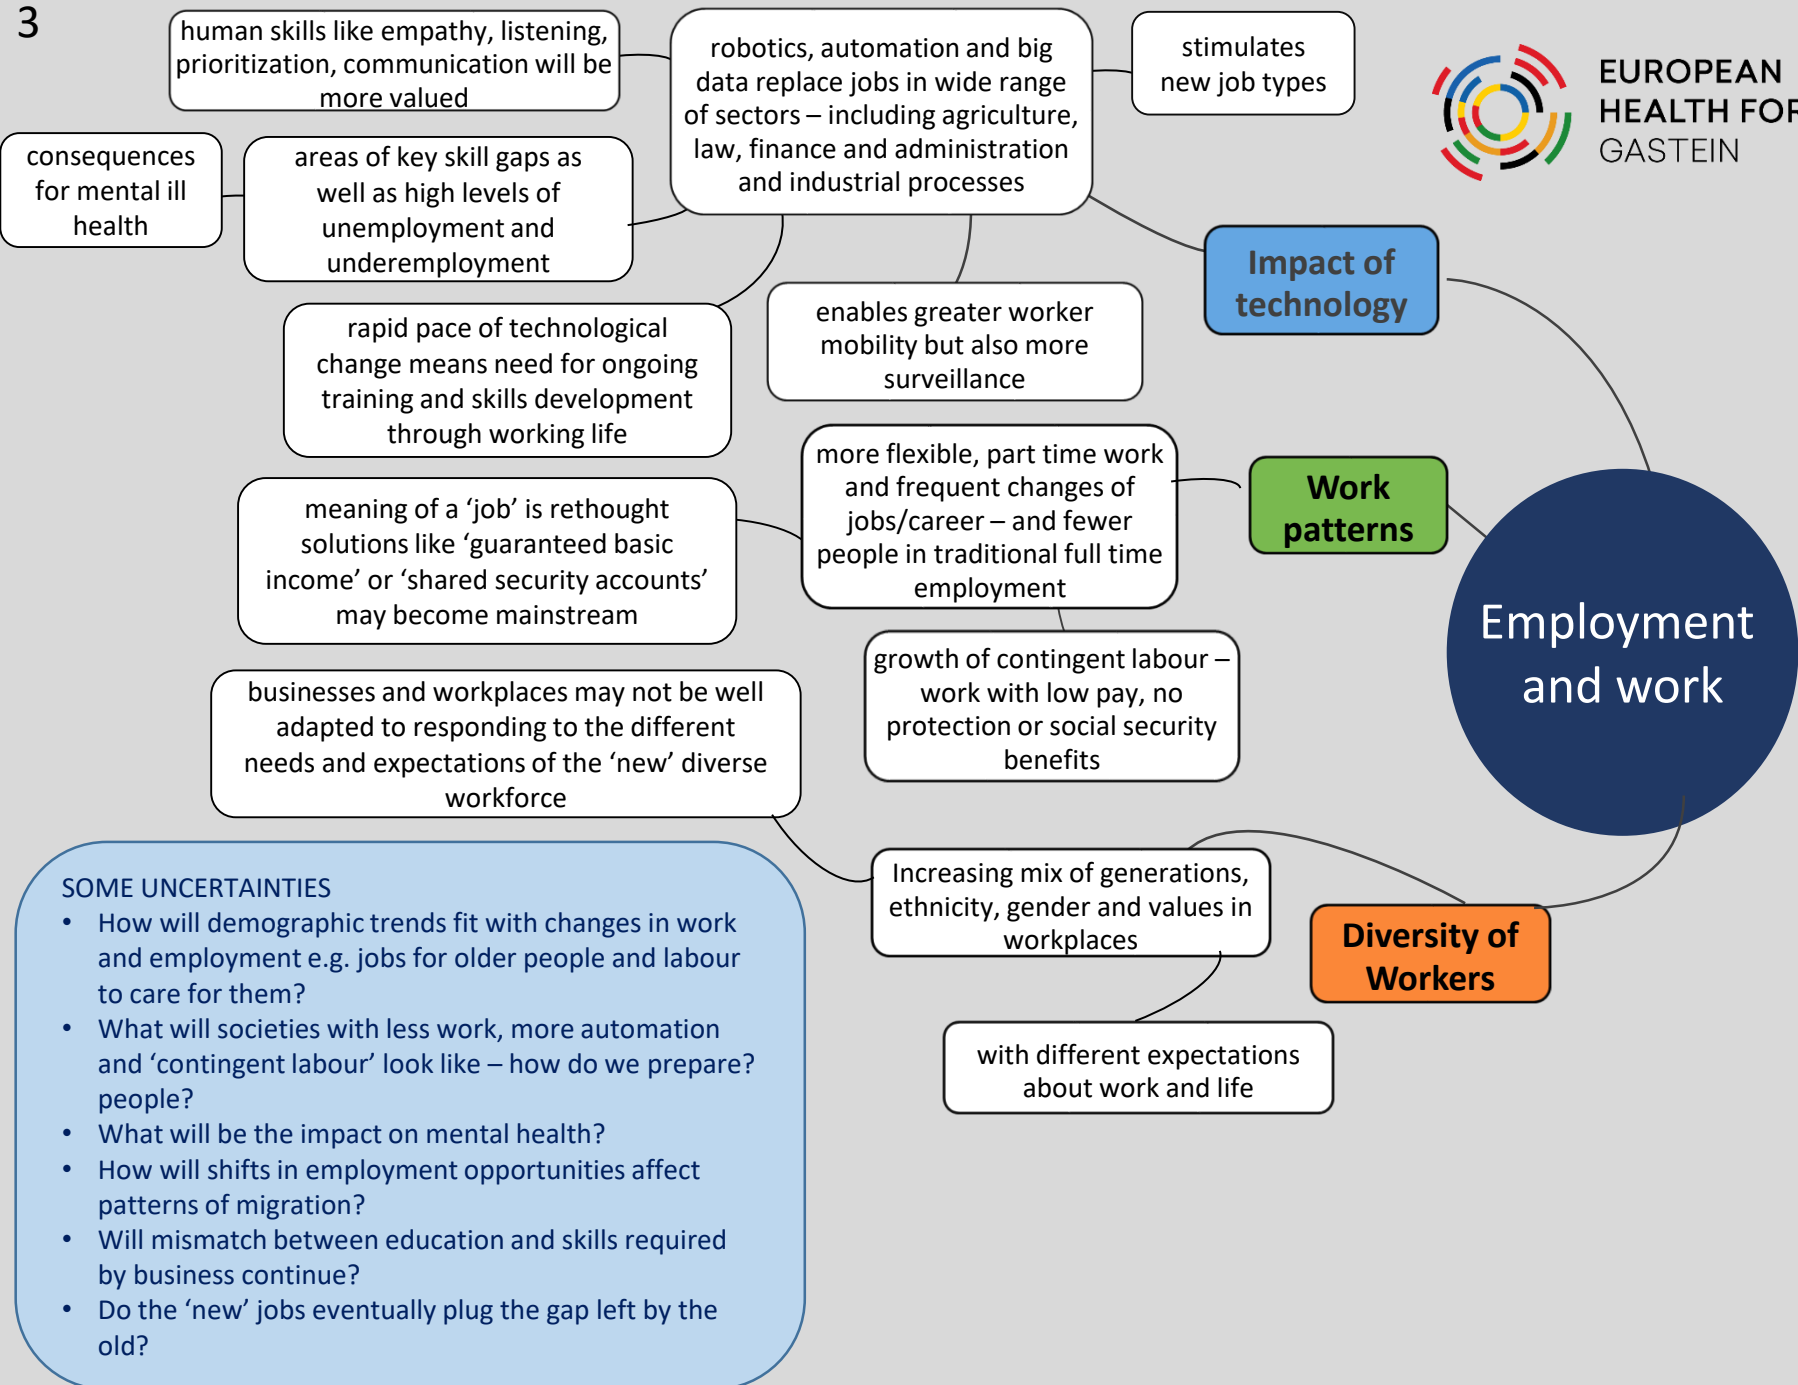 3
human skills like empathy, listening,
prioritization, communication will be
more valued
robotics, automation and big
data replace jobs in wide range
of sectors – including agriculture,
law, finance and administration
and industrial processes
stimulates
new job types
EUROPEAN
HEALTH FOR
GASTEIN
consequences
for mental ill
health
areas of key skill gaps as
well as high levels of
unemployment and
underemployment
Impact of
technology
rapid pace of technological
change means need for ongoing
training and skills development
through working life
enables greater worker
mobility but also more
surveillance
more flexible, part time work
and frequent changes of
jobs/career – and fewer
people in traditional full time
employment
Work
patterns
meaning of a ‘job’ is rethought
solutions like ‘guaranteed basic
income’ or ‘shared security accounts’
may become mainstream
Employment
and work
growth of contingent labour –
work with low pay, no
protection or social security
benefits
businesses and workplaces may not be well
adapted to responding to the different
needs and expectations of the ‘new’ diverse
workforce
Increasing mix of generations,
ethnicity, gender and values in
workplaces
Diversity of
Workers
with different expectations
about work and life
SOME UNCERTAINTIES
• How will demographic trends fit with changes in work
and employment e.g. jobs for older people and labour
to care for them?
• What will societies with less work, more automation
and ‘contingent labour’ look like – how do we prepare?
people?
• What will be the impact on mental health?
• How will shifts in employment opportunities affect
patterns of migration?
• Will mismatch between education and skills required
by business continue?
• Do the ‘new’ jobs eventually plug the gap left by the
old?